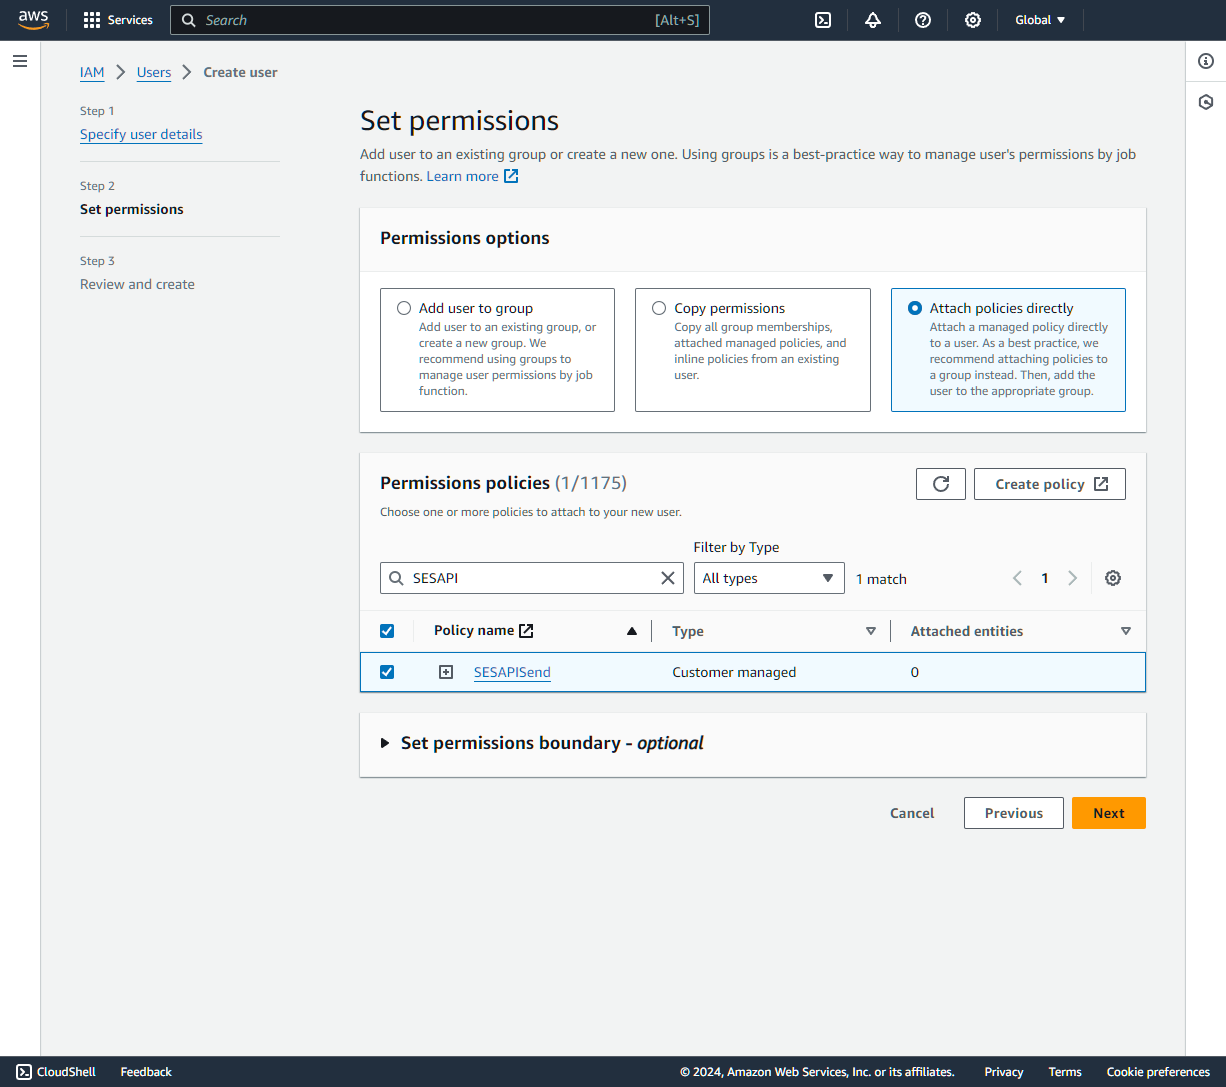 aws
Services
Search
[Alt+S]
Global
IAM
Users
Create user
Step 1
Specify user details
Step 2
Set permissions
Step 3
Review and create
Set permissions
Add user to an existing group or create a new one. Using groups is a best-practice way to manage user's permissions by job
functions. Learn more
Permissions options
Add user to group
Add user to an existing group, or
create a new group. We
recommend using groups to
manage user permissions by job
function.
Copy permissions
Copy all group memberships,
attached managed policies, and
inline policies from an existing
user.
Attach policies directly
Attach a managed policy directly
to a user. As a best practice, we
recommend attaching policies to
a group instead. Then, add the
user to the appropriate group.
Permissions policies (1/1175)
Choose one or more policies to attach to your new user.
Create policy
Filter by Type
SESAPI
All types
1 match
1
Policy name
Type
Attached entities
SESAPISend
Customer managed
0
Set permissions boundary - optional
Cancel
Previous
Next
CloudShell
Feedback
© 2024, Amazon Web Services, Inc. or its affiliates.
Privacy
Terms
Cookie preferences